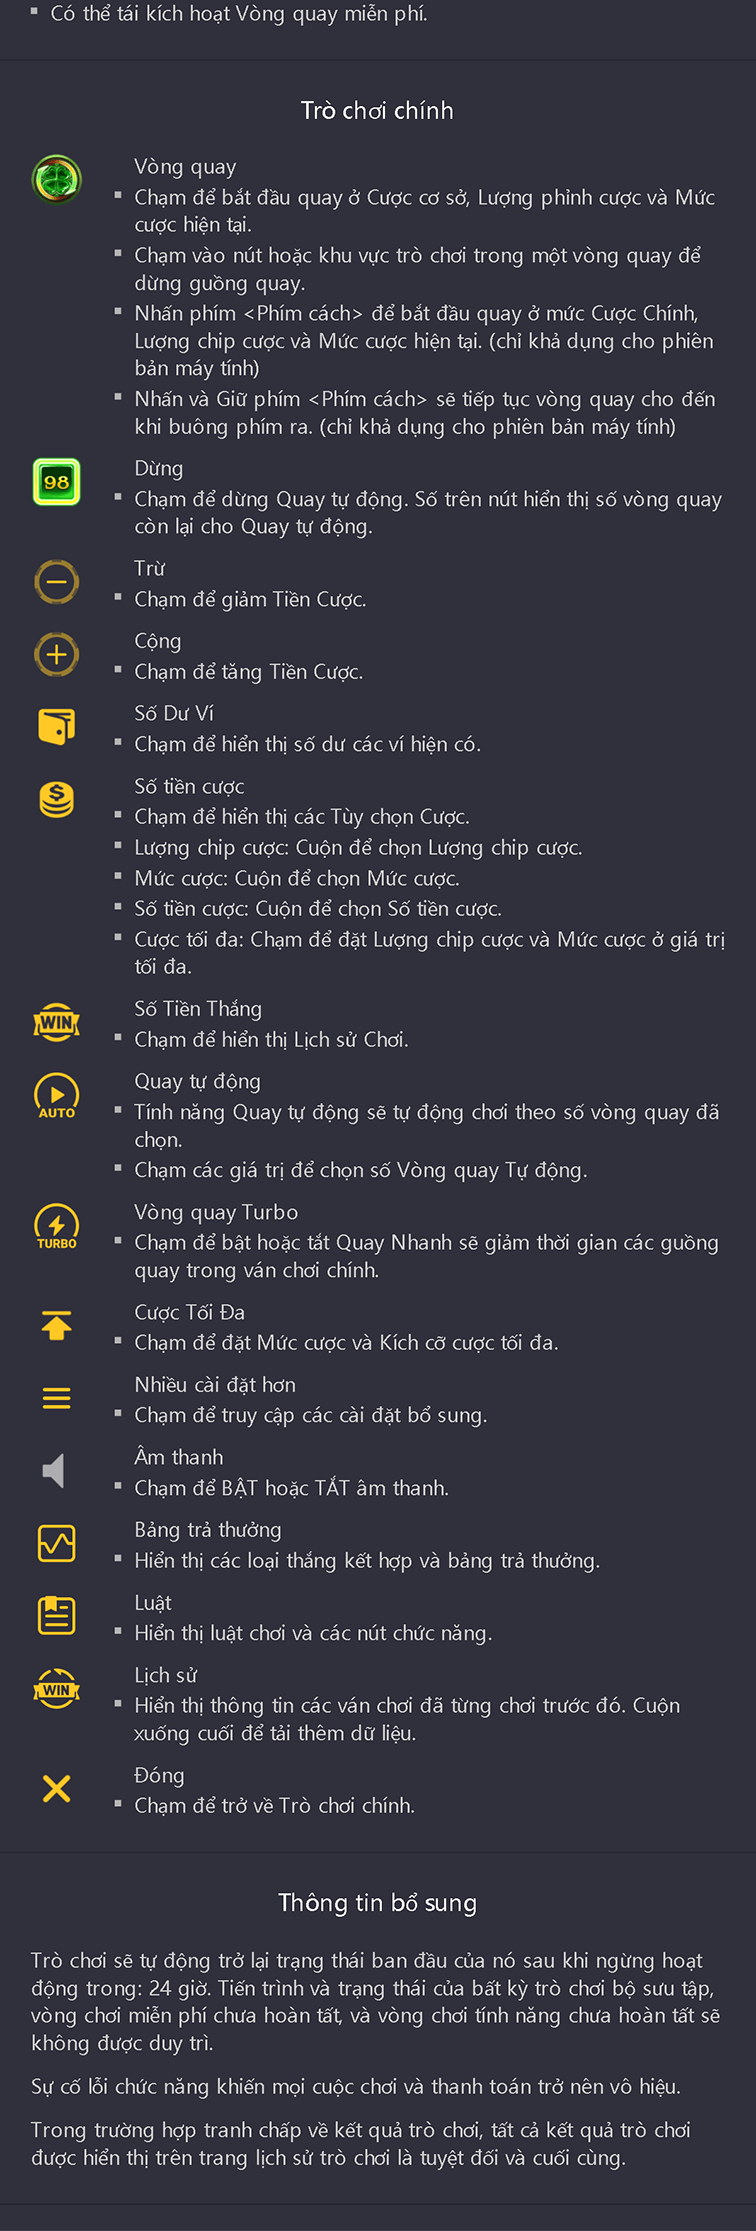 ▪ Có thể tái kích hoạt Vòng quay miễn phí.
Trò chơi chính
Vòng quay
▪ Chạm để bắt đầu quay ở Cược cơ sở, Lượng phỉnh cược và Mức
cược hiện tại.
▪ Chạm vào nút hoặc khu vực trò chơi trong một vòng quay để
dừng guồng quay.
▪ Nhấn phím <Phím cách> để bắt đầu quay ở mức Cược Chính,
Lượng chip cược và Mức cược hiện tại. (chỉ khả dụng cho phiên
bản máy tính)
▪ Nhấn và Giữ phím <Phím cách> sẽ tiếp tục vòng quay cho đến
khi buông phím ra. (chỉ khả dụng cho phiên bản máy tính)
98
Dừng
▪ Chạm để dừng Quay tự động. Số trên nút hiển thị số vòng quay
còn lại cho Quay tự động.
Trừ
▪ Chạm để giảm Tiền Cược.
Cộng
▪ Chạm để tăng Tiền Cược.
Số Dư Ví
▪ Chạm để hiển thị số dư các ví hiện có.
Số tiền cược
▪ Chạm để hiển thị các Tùy chọn Cược.
▪ Lượng chip cược: Cuộn để chọn Lượng chip cược.
▪ Mức cược: Cuộn để chọn Mức cược.
▪ Số tiền cược: Cuộn để chọn Số tiền cược.
▪ Cược tối đa: Chạm để đặt Lượng chip cược và Mức cược ở giá trị
tối đa.
WIN
Số Tiền Thắng
▪ Chạm để hiển thị Lịch sử Chơi.
AUTO
Quay tự động
▪ Tính năng Quay tự động sẽ tự động chơi theo số vòng quay đã
chọn.
▪ Chạm các giá trị để chọn số Vòng quay Tự động.
TURBO
Vòng quay Turbo
▪ Chạm để bật hoặc tắt Quay Nhanh sẽ giảm thời gian các guồng
quay trong ván chơi chính.
Cược Tối Đa
▪ Chạm để đặt Mức cược và Kích cỡ cược tối đa.
Nhiều cài đặt hơn
▪ Chạm để truy cập các cài đặt bổ sung.
Âm thanh
▪ Chạm để BẬT hoặc TẮT âm thanh.
Bảng trả thưởng
▪ Hiển thị các loại thắng kết hợp và bảng trả thưởng.
Luật
▪ Hiển thị luật chơi và các nút chức năng.
WIN
Lịch sử
▪ Hiển thị thông tin các ván chơi đã từng chơi trước đó. Cuộn
xuống cuối để tải thêm dữ liệu.
Đóng
▪ Chạm để trở về Trò chơi chính.
Thông tin bổ sung
Trò chơi sẽ tự động trở lại trạng thái ban đầu của nó sau khi ngừng hoạt
động trong: 24 giờ. Tiến trình và trạng thái của bất kỳ trò chơi bộ sưu tập,
vòng chơi miễn phí chưa hoàn tất, và vòng chơi tính năng chưa hoàn tất sẽ
không được duy trì.
Sự cố lỗi chức năng khiến mọi cuộc chơi và thanh toán trở nên vô hiệu.
Trong trường hợp tranh chấp về kết quả trò chơi, tất cả kết quả trò chơi
được hiển thị trên trang lịch sử trò chơi là tuyệt đối và cuối cùng.